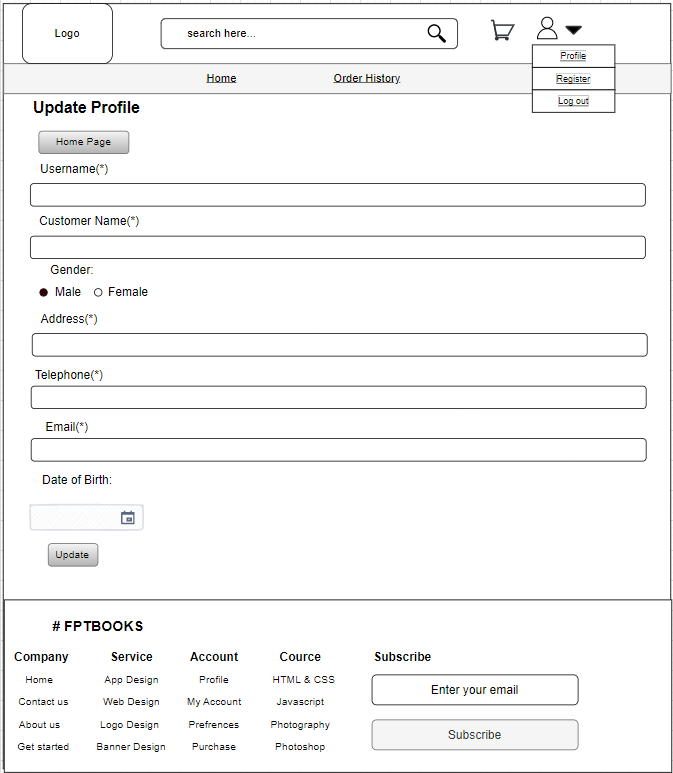 Logo
search here...
Profile
Home
Order History
Register
Log out
Update Profile
Home Page
Username(*)
Customer Name(*)
Gender:
Male Female
Address(*)
Telephone(*)
Email(*)
Date of Birth:
Update
# FPTBOOKS
Company Service Account Cource Subscribe
Home App Design Profile HTML & CSS
Enter your email
Contact us Web Design My Account Javascript
About us Logo Design Prefrences Photography
Subscribe
Get started Banner Design Purchase Photoshop